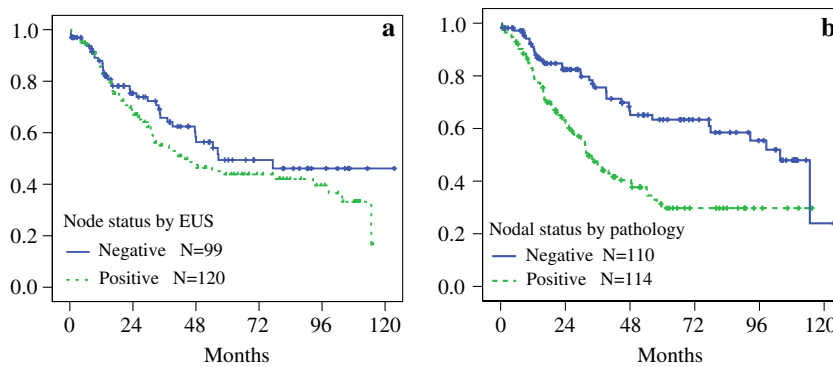 a
1.0
0.8
0.6
0.4
0.2
0.0
Node status by EUS
Negative N=99
Positive N=120
0 24 48 72 96 120
Months
b
1.0
0.8
0.6
0.4
0.2
0.0
Nodal status by pathology
Negative N=110
Positive N=114
0 24 48 72 96 120
Months